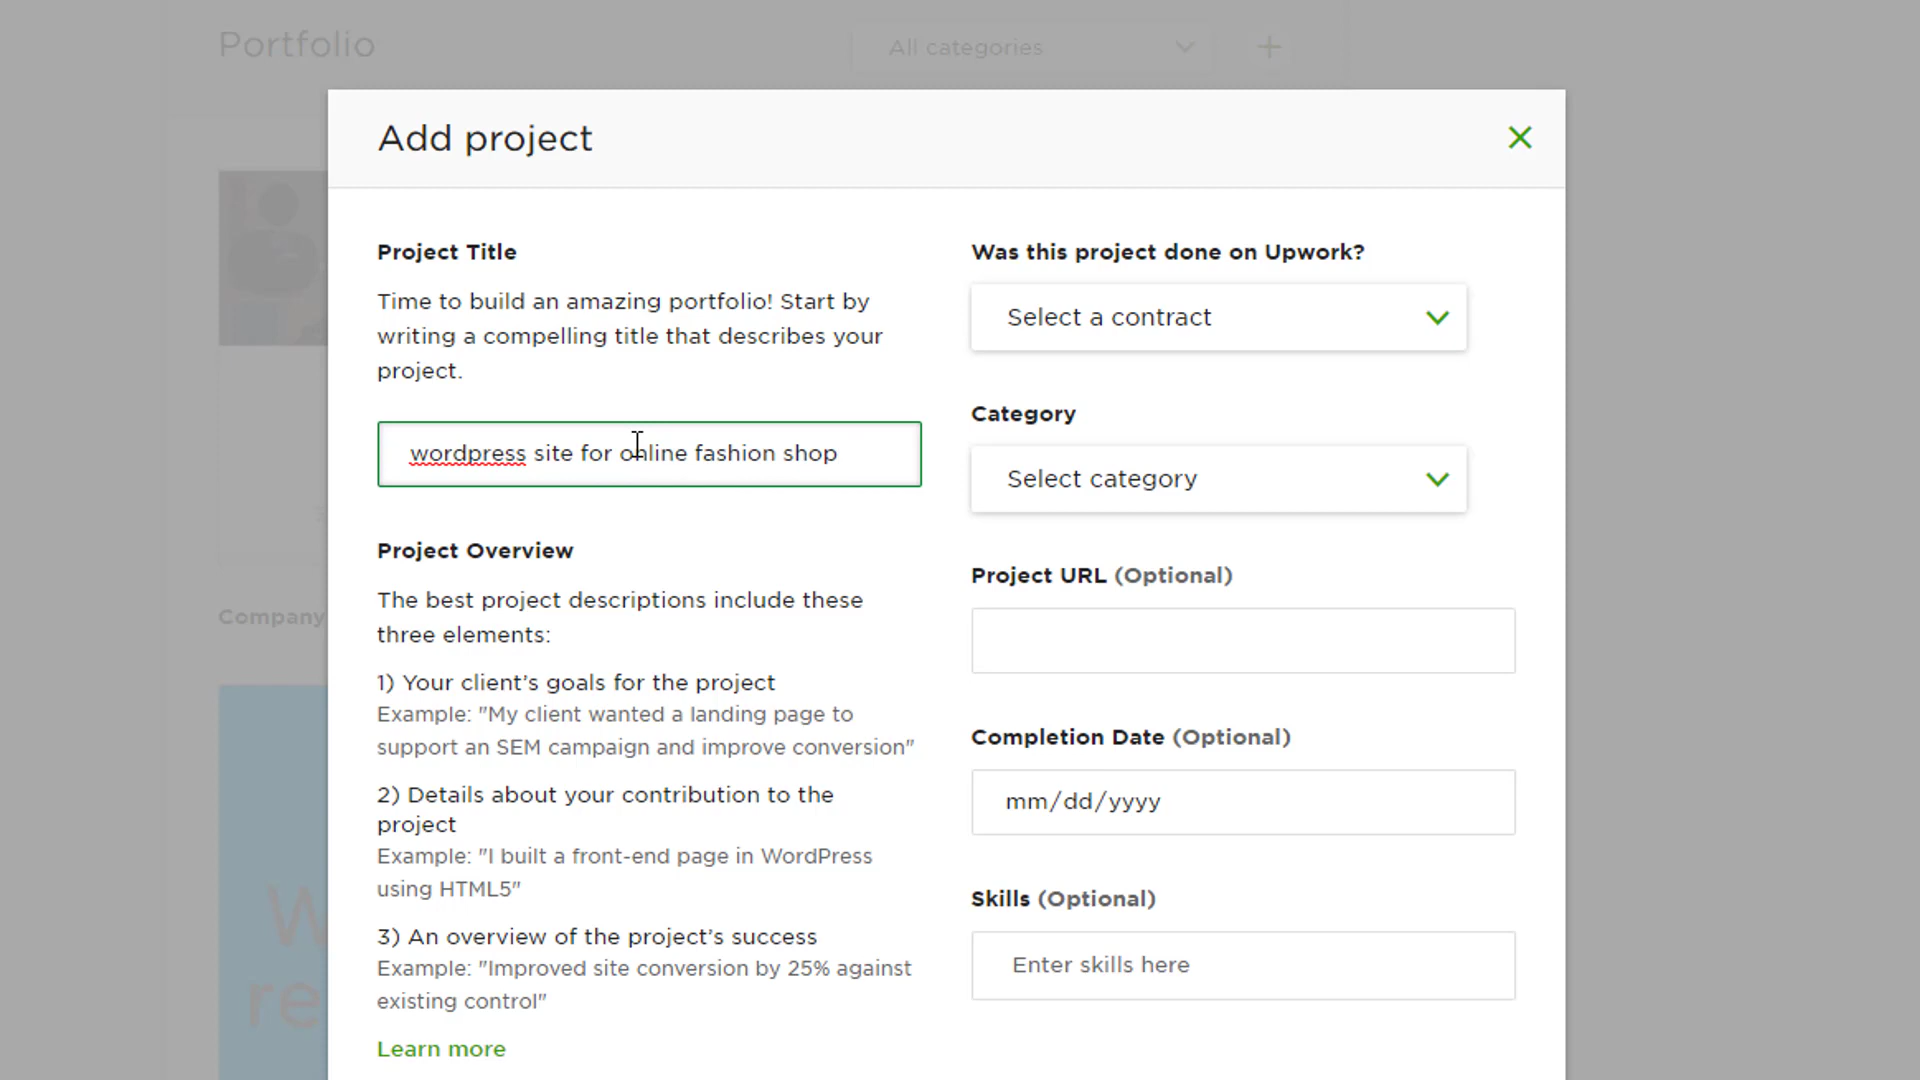 Portfolio
All categories
Add project
Project Title
Time to build an amazing portfolio! Start by
writing a compelling title that describes your
project.
wordpress site for online fashion shop
Project Overview
The best project descriptions include these
three elements:
1) Your client’s goals for the project
Example: "My client wanted a landing page to
support an SEM campaign and improve conversion"
2) Details about your contribution to the
project
Example: "I built a front-end page in WordPress
using HTML5"
3) An overview of the project’s success
Example: "Improved site conversion by 25% against
existing control"
Learn more
Was this project done on Upwork?
Select a contract
Category
Select category
Project URL (Optional)
Completion Date (Optional)
mm/dd/yyyy
Skills (Optional)
Enter skills here
Company